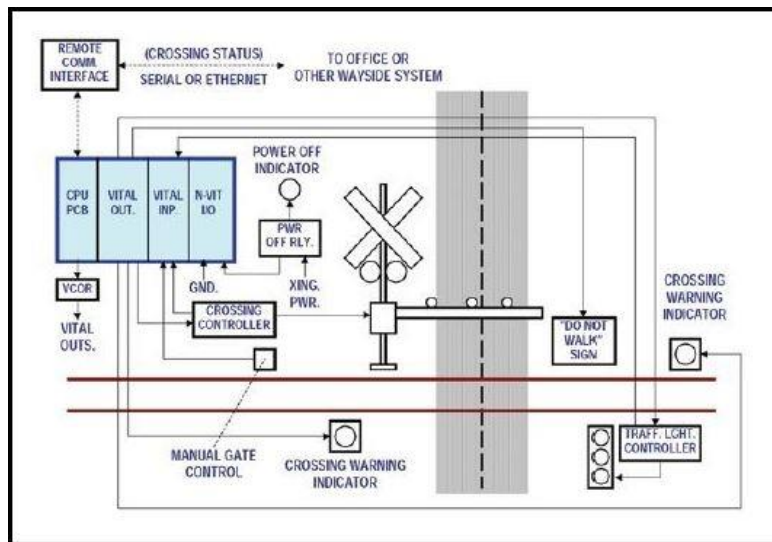 REMOTE
COMM.
INTERFACE
(CROSSING STATUS)
SERIAL OR ETHERNET
TO OFFICE OR
OTHER WAYSIDE SYSTEM
POWER OFF
INDICATOR
CPU
PCB
VITAL
OUT.
VITAL
INP.
N-VIT
I/O
PWR
OFF RLY.
GND.
XING.
PWR.
VCOR
VITAL
OUTS.
CROSSING
CONTROLLER
CROSSING
WARNING
INDICATOR
"DO NOT
WALK"
SIGN
MANUAL GATE
CONTROL
CROSSING WARNING
INDICATOR
TRAFF. LGHT.
CONTROLLER